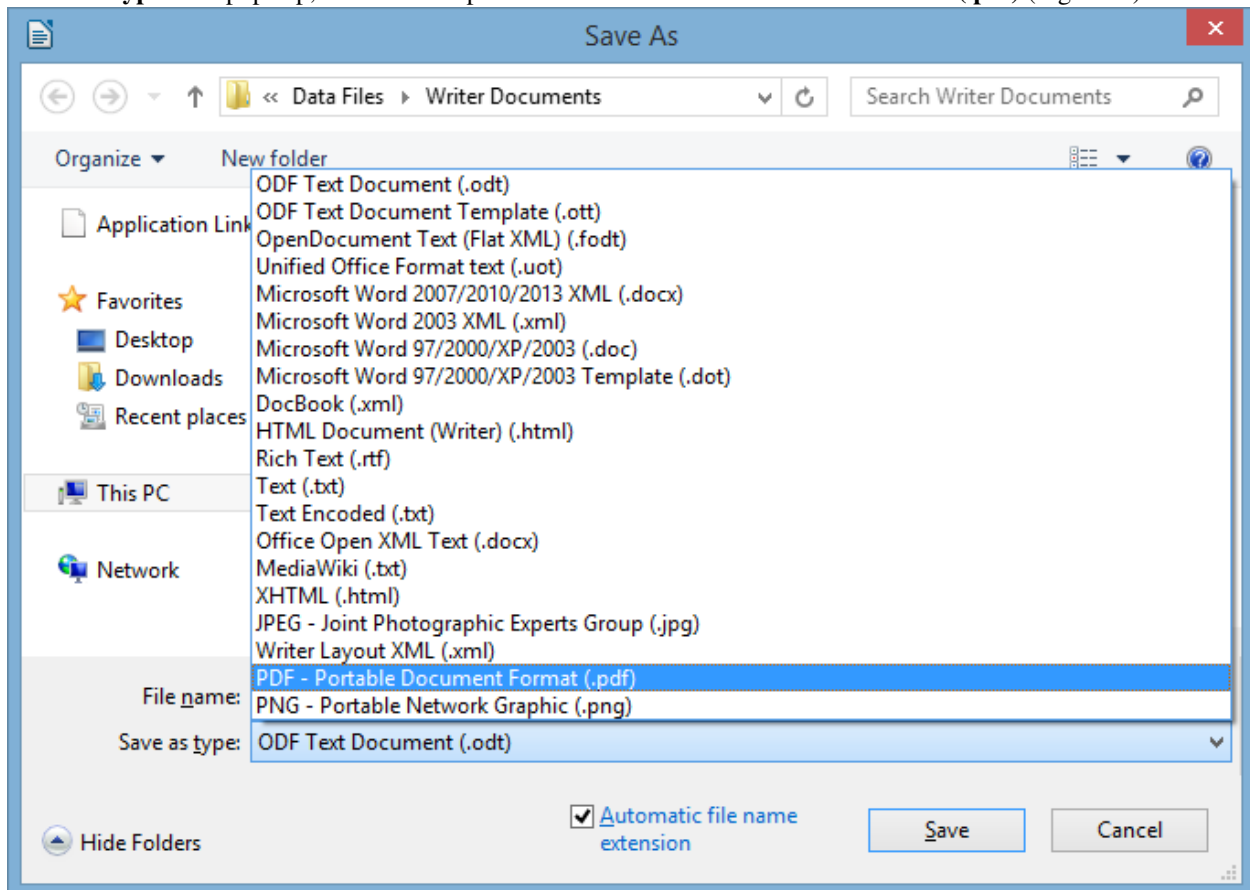 Save As
« Data Files ▸ Writer Documents
Search Writer Documents
Organize
New folder
Application Link
Favorites
Desktop
Downloads
Recent places
This PC
Network
ODF Text Document (.odt)
ODF Text Document Template (.ott)
OpenDocument Text (Flat XML) (.fodt)
Unified Office Format text (.uot)
Microsoft Word 2007/2010/2013 XML (.docx)
Microsoft Word 2003 XML (.xml)
Microsoft Word 97/2000/XP/2003 (.doc)
Microsoft Word 97/2000/XP/2003 Template (.dot)
DocBook (.xml)
HTML Document (Writer) (.html)
Rich Text (.rtf)
Text (.txt)
Text Encoded (.txt)
Office Open XML Text (.docx)
MediaWiki (.txt)
XHTML (.html)
JPEG - Joint Photographic Experts Group (.jpg)
Writer Layout XML (.xml)
PDF - Portable Document Format (.pdf)
PNG - Portable Network Graphic (.png)
File name:
Save as type: ODF Text Document (.odt)
Automatic file name
extension
Save
Cancel
Hide Folders